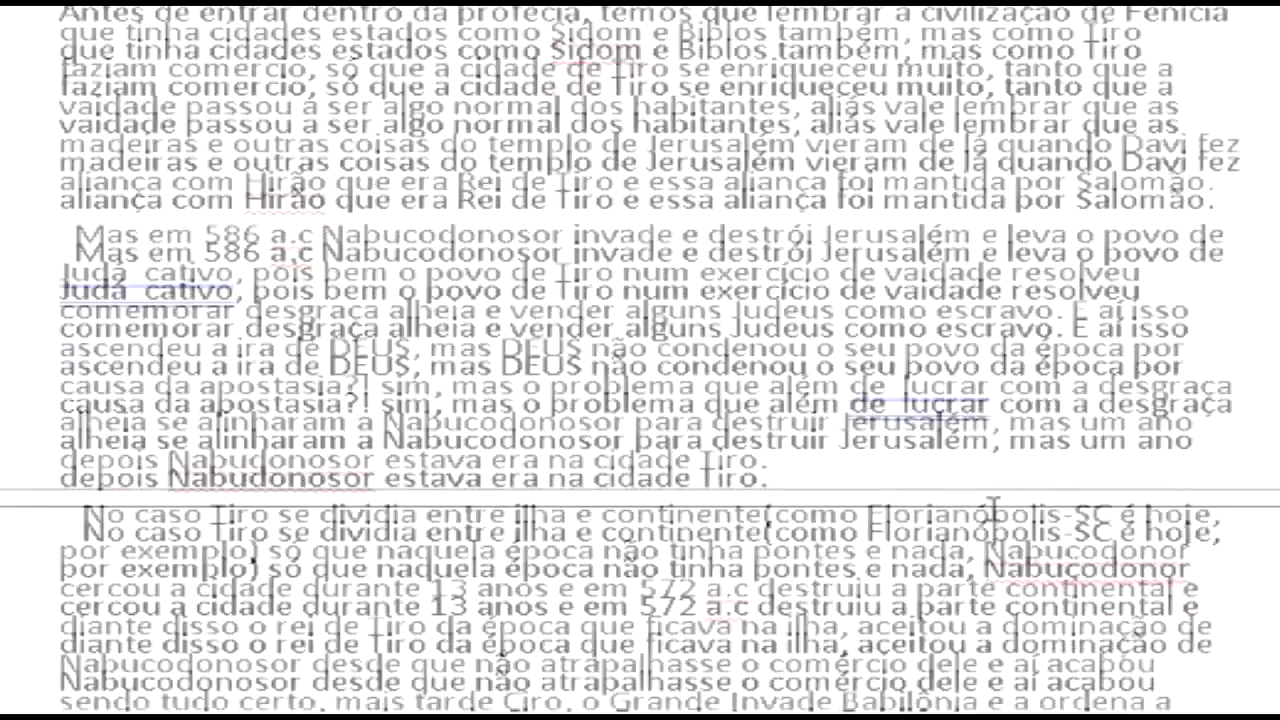 Antes de entrar dentro da profecia, temos que lembrar a civilização de Fenícia
que tinha cidades estados como Sidom e Biblos também, mas como Tiro
faziam comercio, só que a cidade de Tiro se enriqueceu muito, tanto que a
vaidade passou a ser algo normal dos habitantes, aliás vale lembrar que as
madeiras e outras coisas do templo de Jerusalém vieram de lá quando Davi fez
aliança com Hirão que era Rei de Tiro e essa aliança foi mantida por Salomão.
Mas em 586 a.c Nabucodonosor invade e destrói Jerusalém e leva o povo de
Judá cativo, pois bem o povo de Tiro num exercício de vaidade resolveu
comemorar desgraça alheia e vender alguns Judeus como escravo. E aí isso
ascendeu a ira de DEUS, mas DEUS não condenou o seu povo da época por
causa da apostasia?! sim, mas o problema que além de lucrar com a desgraça
alheia se alinharam a Nabucodonosor para destruir Jerusalém, mas um ano
depois Nabudonosor estava era na cidade Tiro.
No caso Tiro se dividia entre ilha e continente(como Florianópolis-SC é hoje,
por exemplo) só que naquela época não tinha pontes e nada, Nabucodonor
cercou a cidade durante 13 anos e em 572 a.c destruiu a parte continental e
diante disso o rei de Tiro da época que ficava na ilha, aceitou a dominação de
Nabucodonosor desde que não atrapalhasse o comércio dele e aí acabou
sendo tudo certo, mais tarde Ciro, o Grande Invade Babilônia e a ordena a